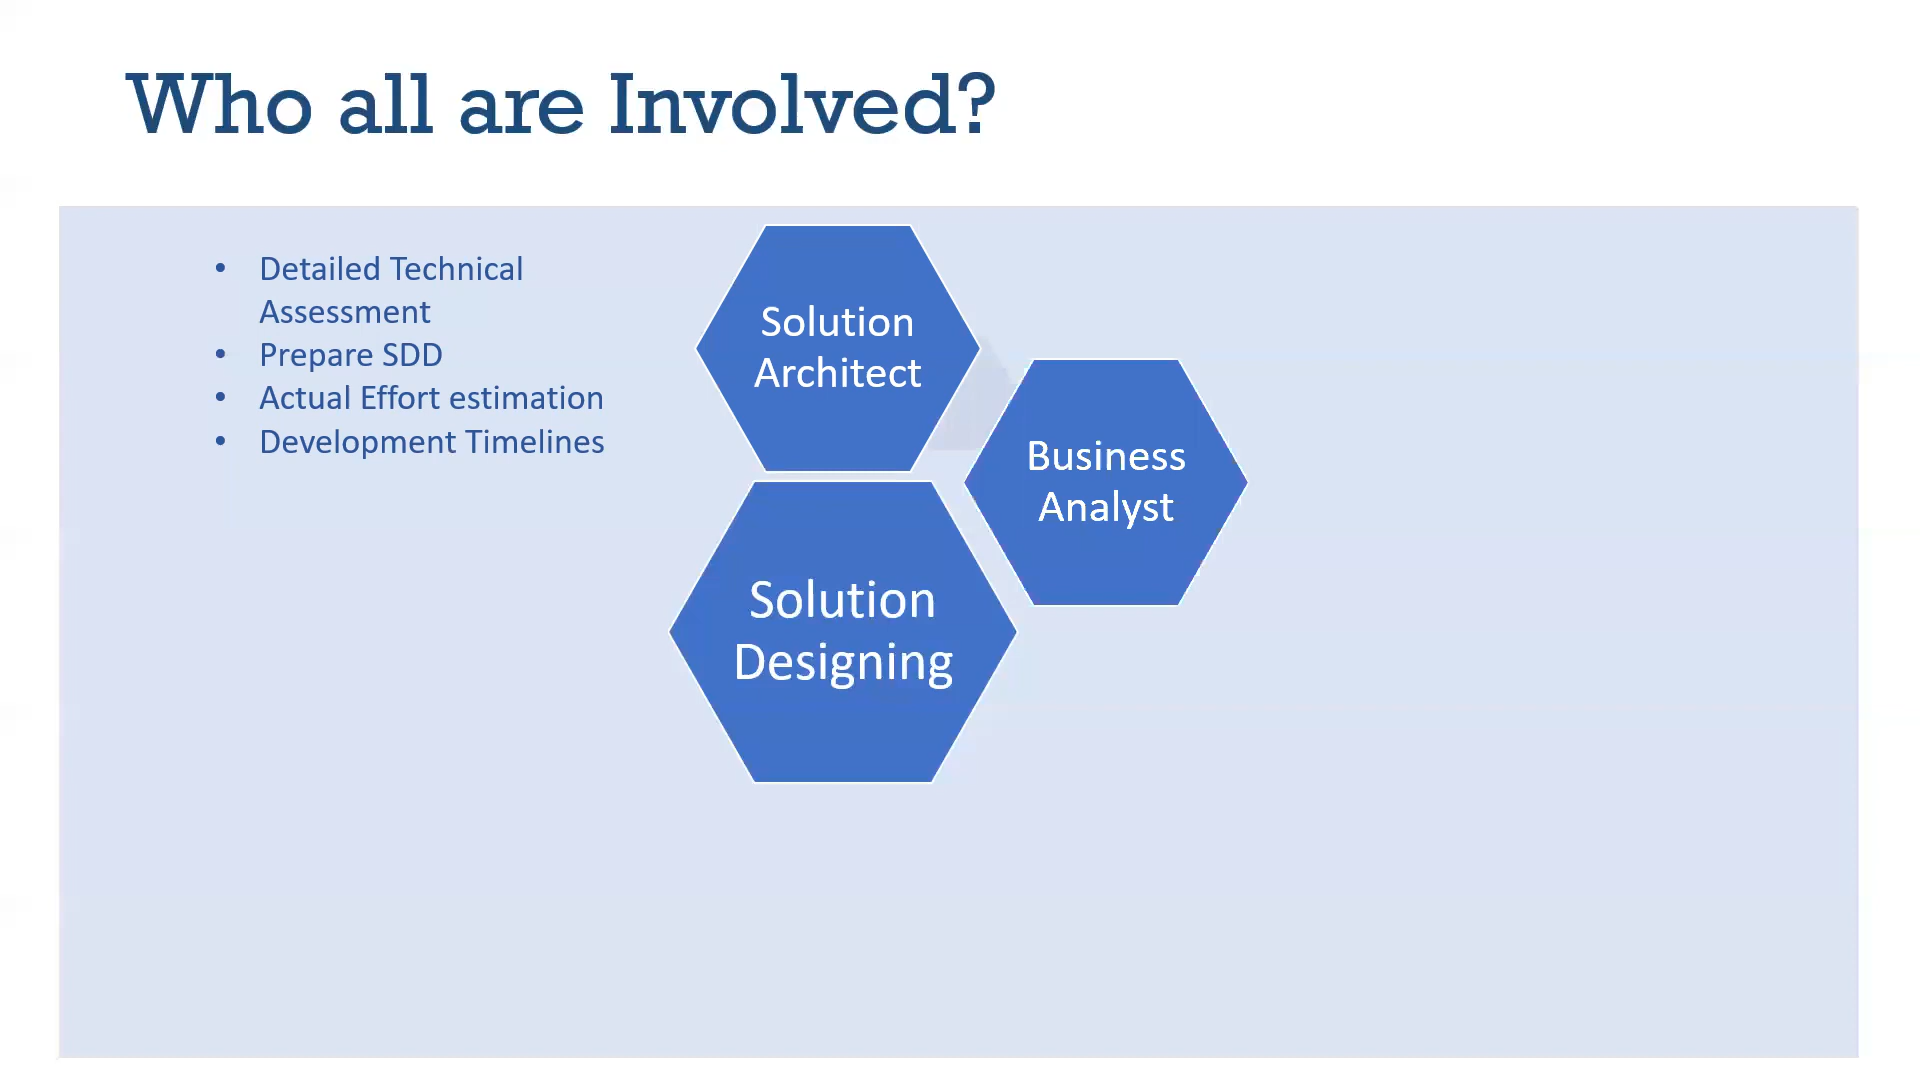 Who all are Involved?
• Detailed Technical
Assessment
• Prepare SDD
• Actual Effort estimation
• Development Timelines
Solution
Architect
Business
Analyst
Solution
Designing